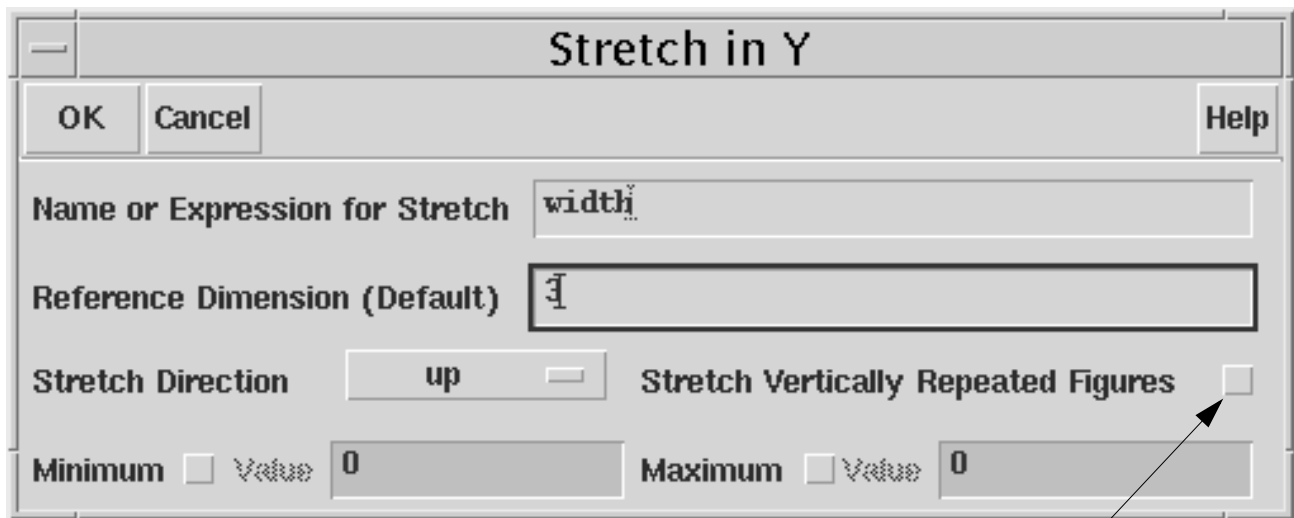 Stretch in Y
OK Cancel Help
Name or Expression for Stretch width
Reference Dimension (Default) 3
Stretch Direction up Stretch Vertically Repeated Figures
Minimum Value 0 Maximum Value 0